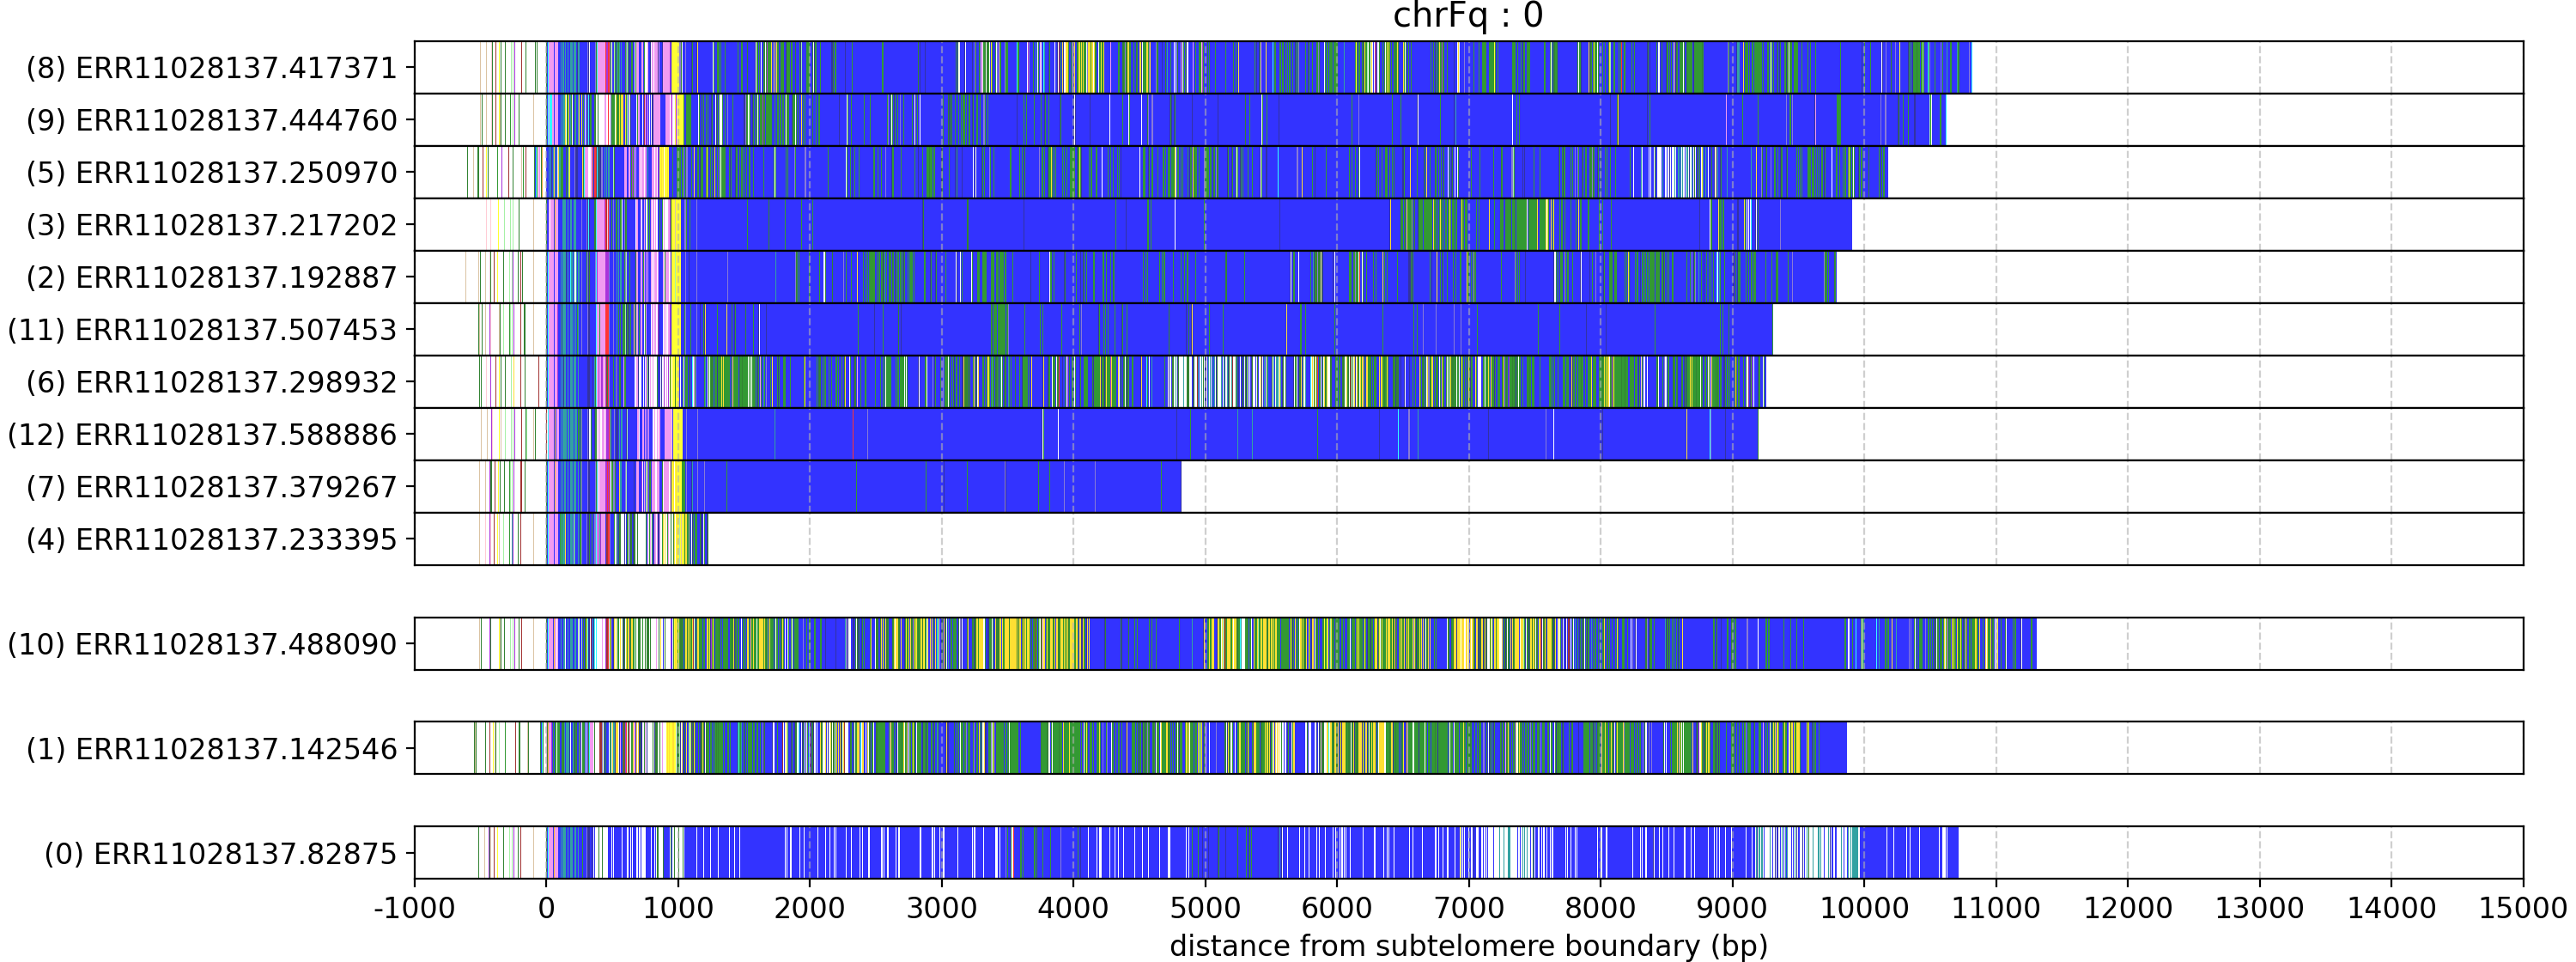 chrFq : 0
(8) ERR11028137.417371
(9) ERR11028137.444760
(5) ERR11028137.250970
(3) ERR11028137.217202
(2) ERR11028137.192887
(11) ERR11028137.507453
(6) ERR11028137.298932
(12) ERR11028137.588886
(7) ERR11028137.379267
(4) ERR11028137.233395
(10) ERR11028137.488090
(1) ERR11028137.142546
(0) ERR11028137.82875
-1000 0 1000 2000 3000 4000 5000 6000 7000 8000 9000 10000 11000 12000 13000 14000 15000
distance from subtelomere boundary (bp)